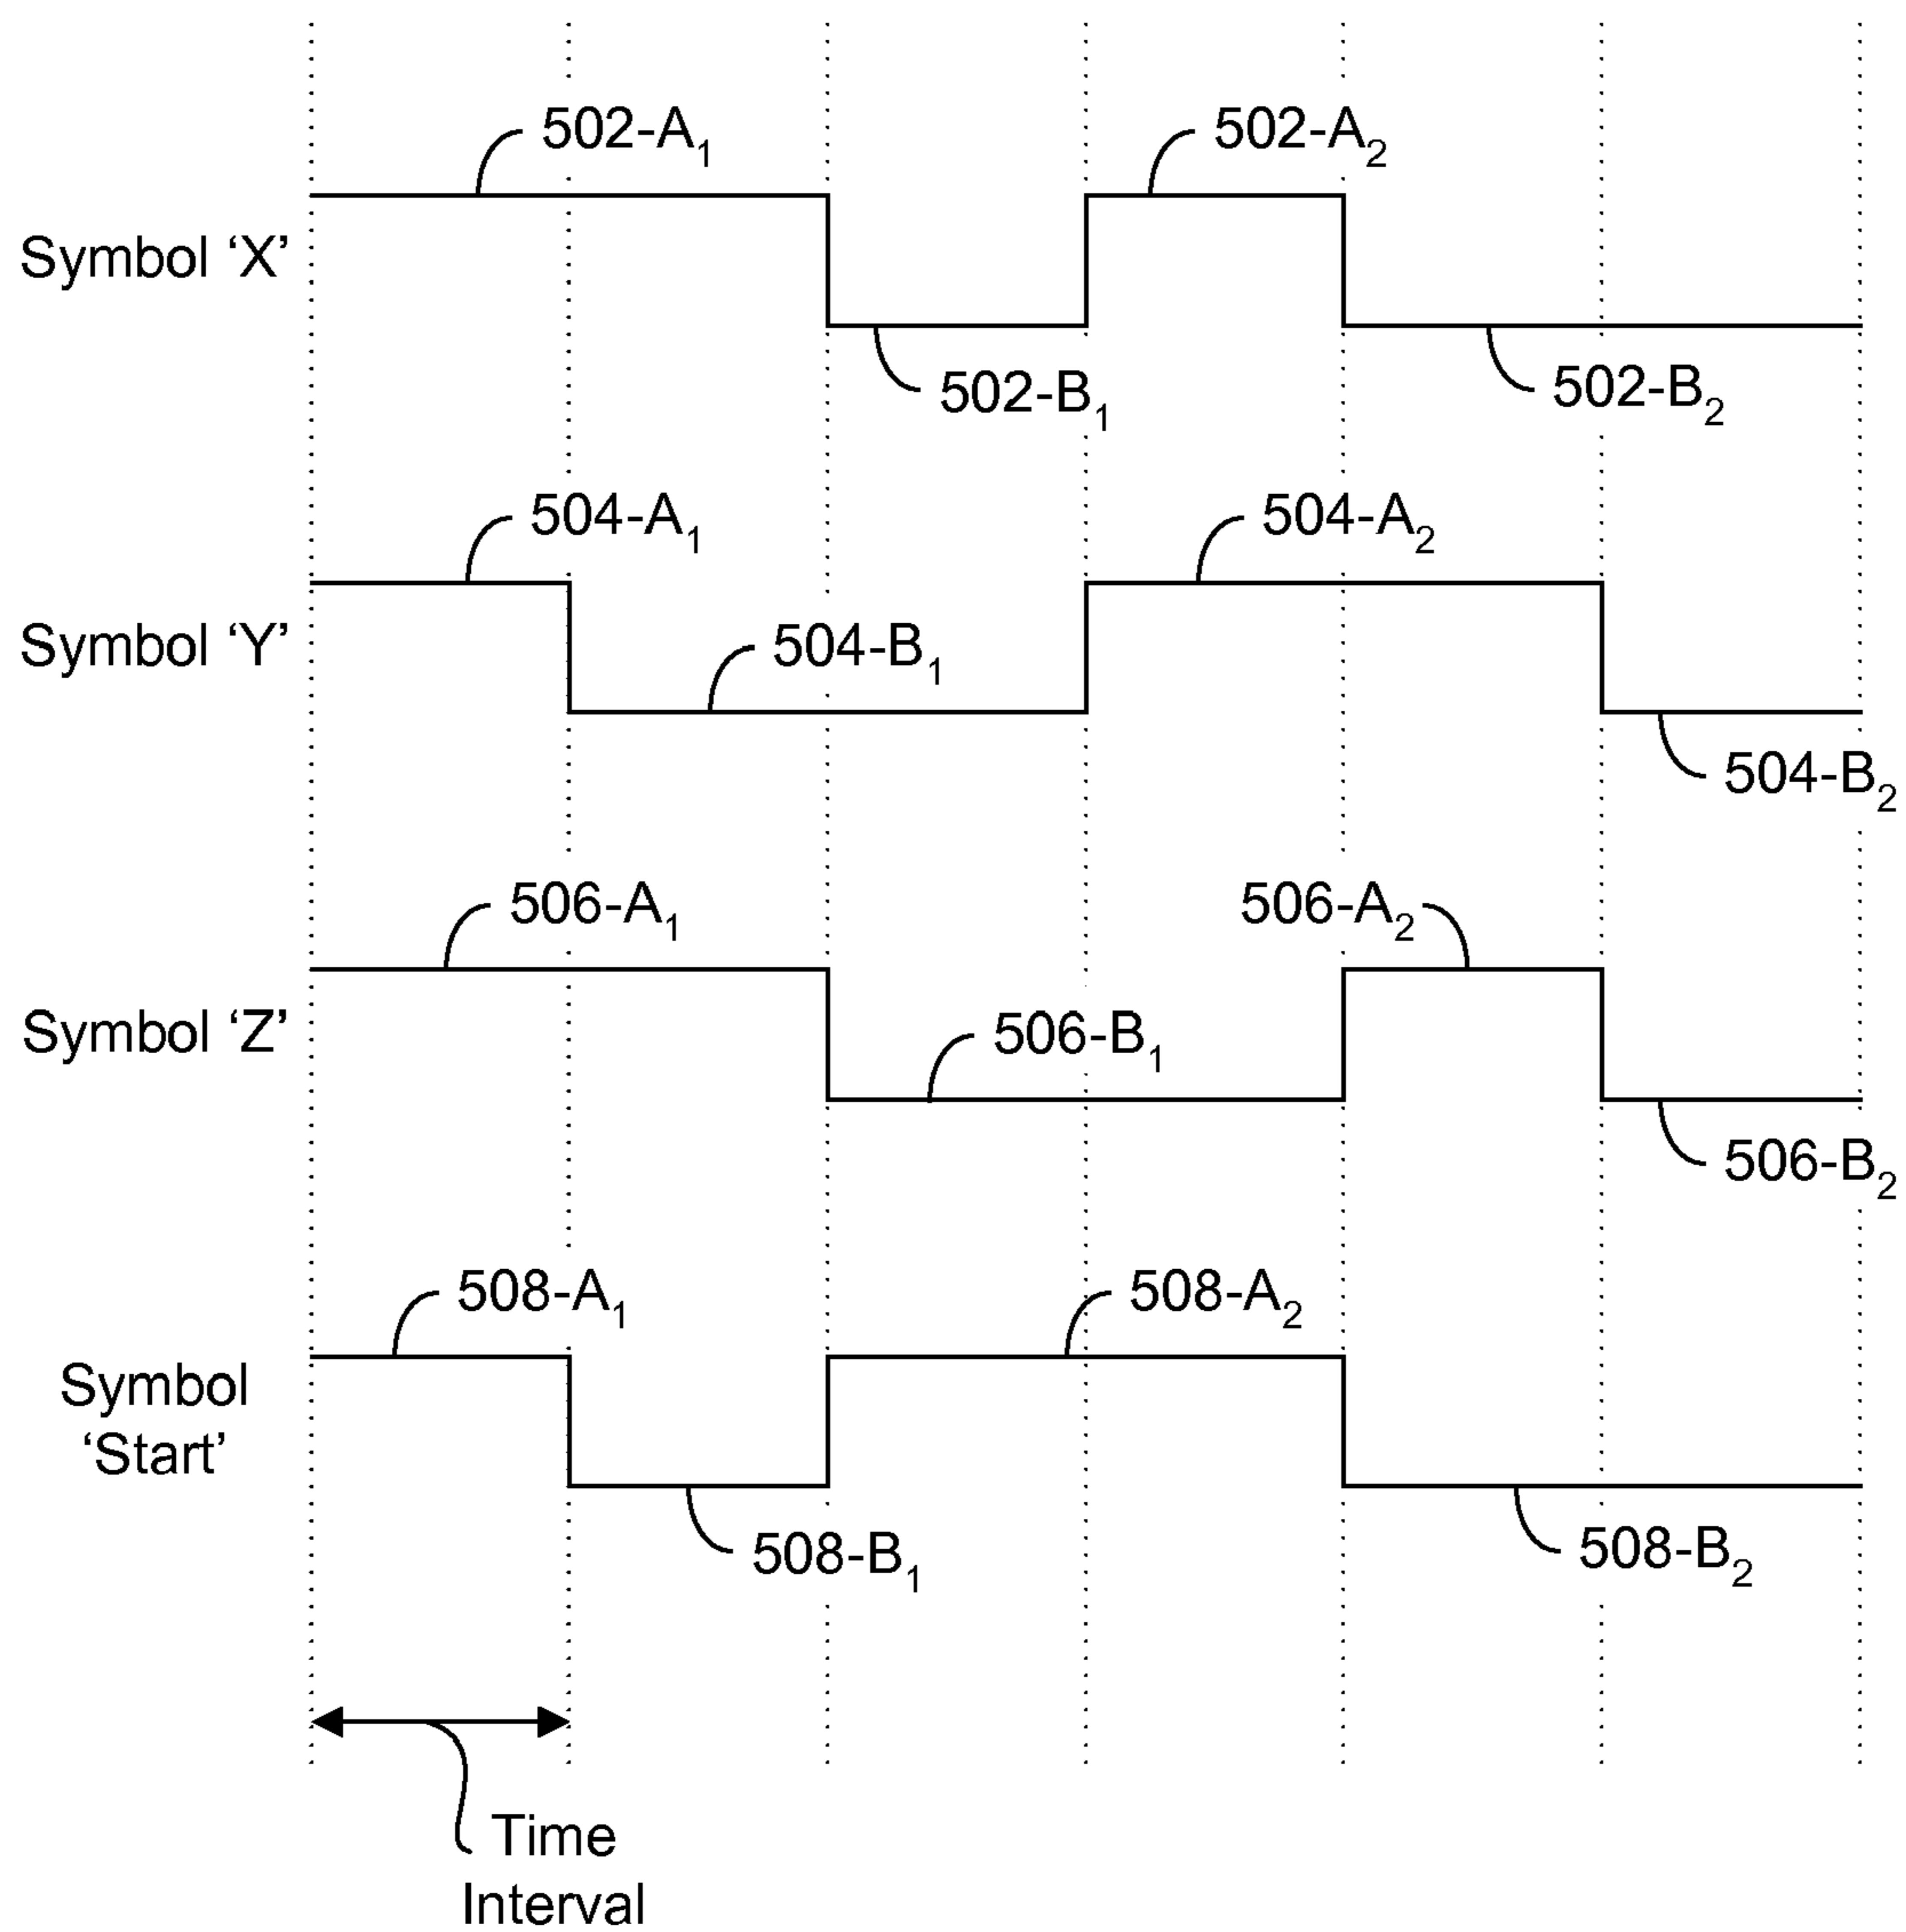 502-A₁
502-A₂
Symbol ‘X’
502-B₁
502-B₂
504-A₁
504-A₂
Symbol ‘Y’
504-B₁
504-B₂
506-A₁
506-A₂
Symbol ‘Z’
506-B₁
506-B₂
508-A₁
508-A₂
Symbol
‘Start’
508-B₁
508-B₂
Time
Interval